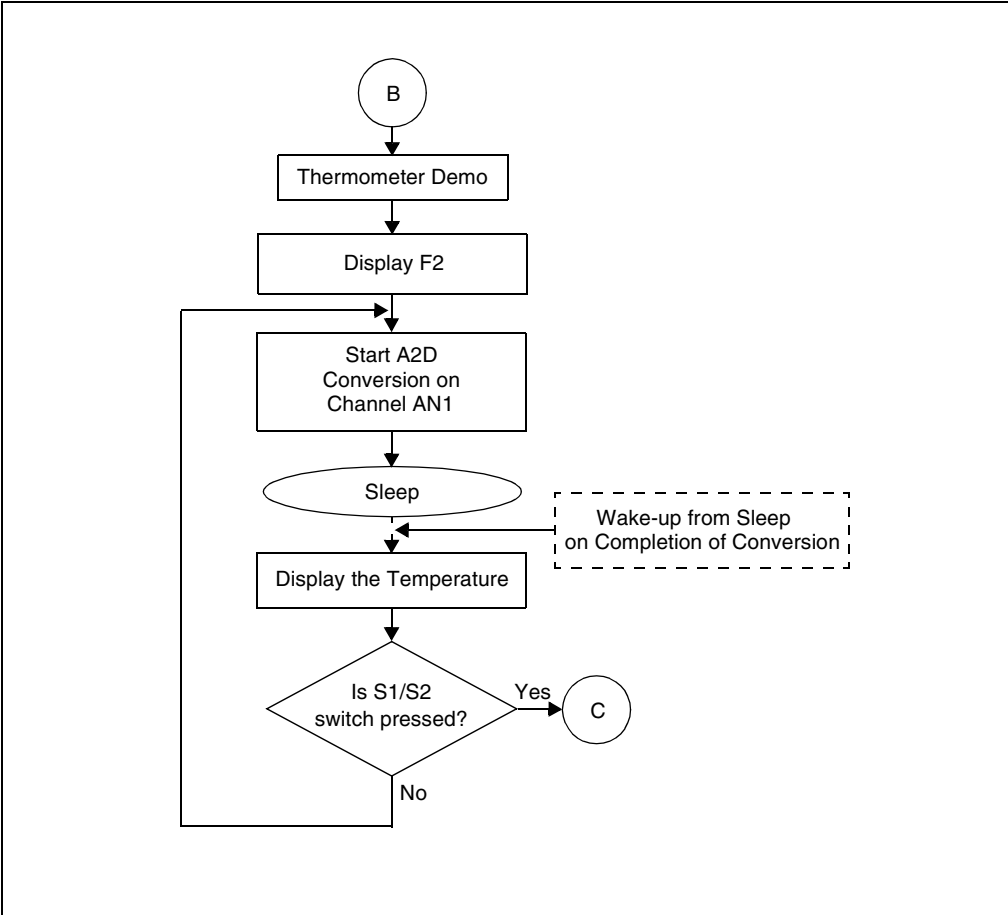 B
Thermometer Demo
Display F2
Start A2D
Conversion on
Channel AN1
Sleep
Wake-up from Sleep
on Completion of Conversion
Display the Temperature
Is S1/S2
switch pressed?
Yes
C
No